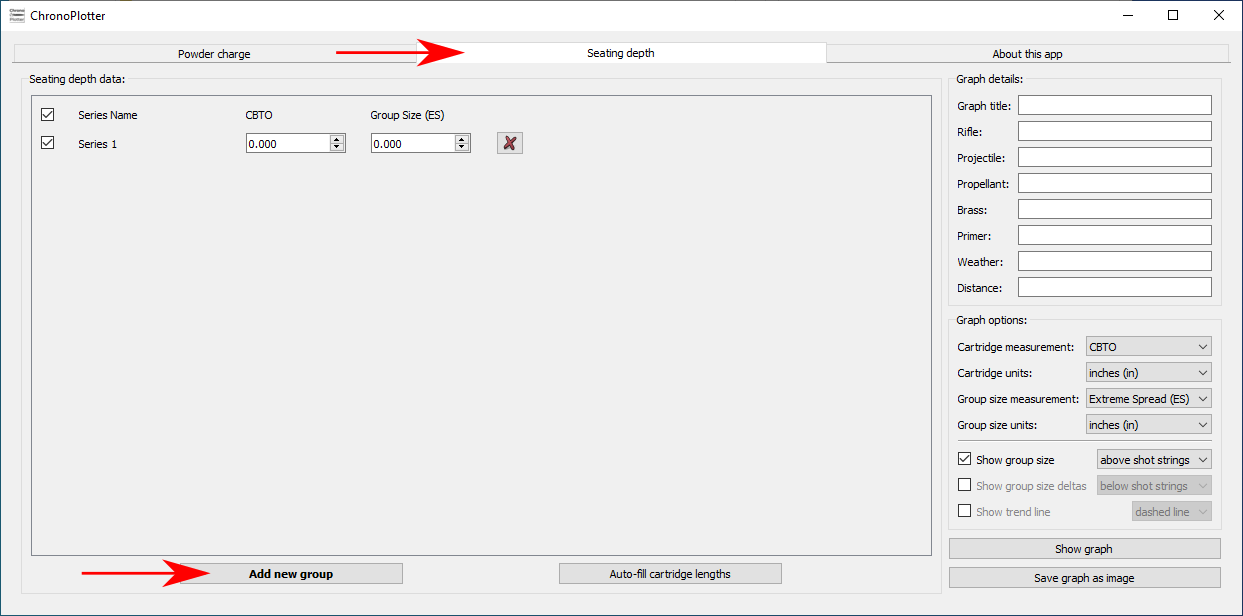 ChronoPlotter
Powder charge
Seating depth
About this app
Seating depth data:
Series Name CBTO Group Size (ES)
Series 1 0.000 0.000
Add new group
Auto-fill cartridge lengths
Graph details:
Graph title:
Rifle:
Projectile:
Propellant:
Brass:
Primer:
Weather:
Distance:
Graph options:
Cartridge measurement: CBTO
Cartridge units: inches (in)
Group size measurement: Extreme Spread (ES)
Group size units: inches (in)
Show group size above shot strings
Show group size deltas below shot strings
Show trend line dashed line
Show graph
Save graph as image